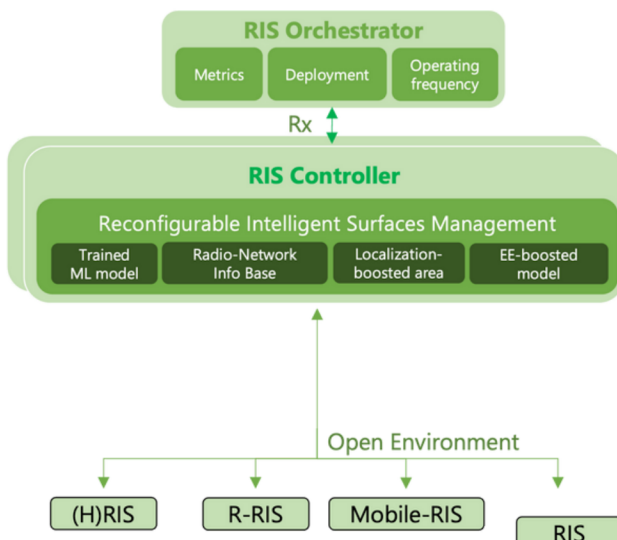 RIS Orchestrator
Metrics
Deployment
Operating
frequency
Rx
RIS Controller
Reconfigurable Intelligent Surfaces Management
Trained
ML model
Radio-Network
Info Base
Localization-
boosted area
EE-boosted
model
Open Environment
(H)RIS
R-RIS
Mobile-RIS
RIS